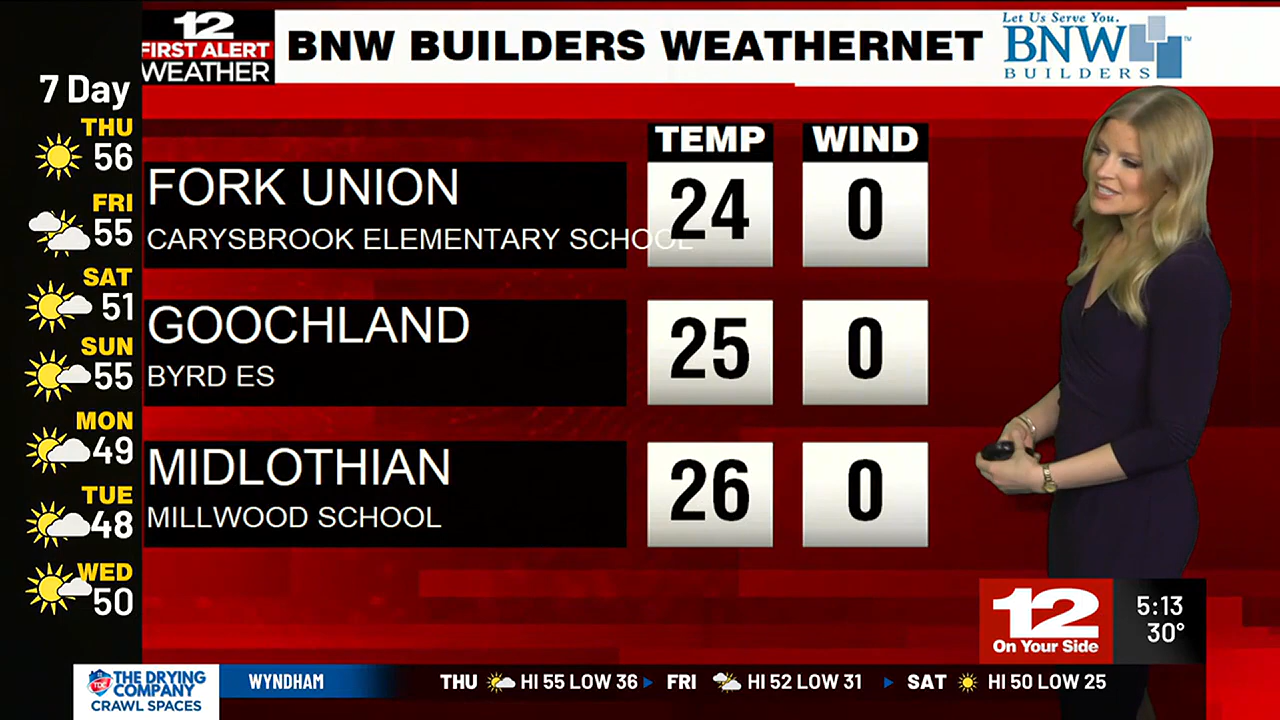 12
FIRST ALERT
WEATHER
BNW BUILDERS WEATHERNET
Let Us Serve You.
BNW
BUILDERS
™
7 Day
THU
56
FRI
55
SAT
51
SUN
55
MON
49
TUE
48
WED
50
TEMP WIND
FORK UNION
CARYSBROOK ELEMENTARY SCHOOL
24 0
GOOCHLAND
BYRD ES
25 0
MIDLOTHIAN
MILLWOOD SCHOOL
26 0
12
On Your Side
5:13
30°
TDC
THE DRYING
COMPANY
CRAWL SPACES
WYNDHAM
THU HI 55 LOW 36 FRI HI 52 LOW 31 SAT HI 50 LOW 25